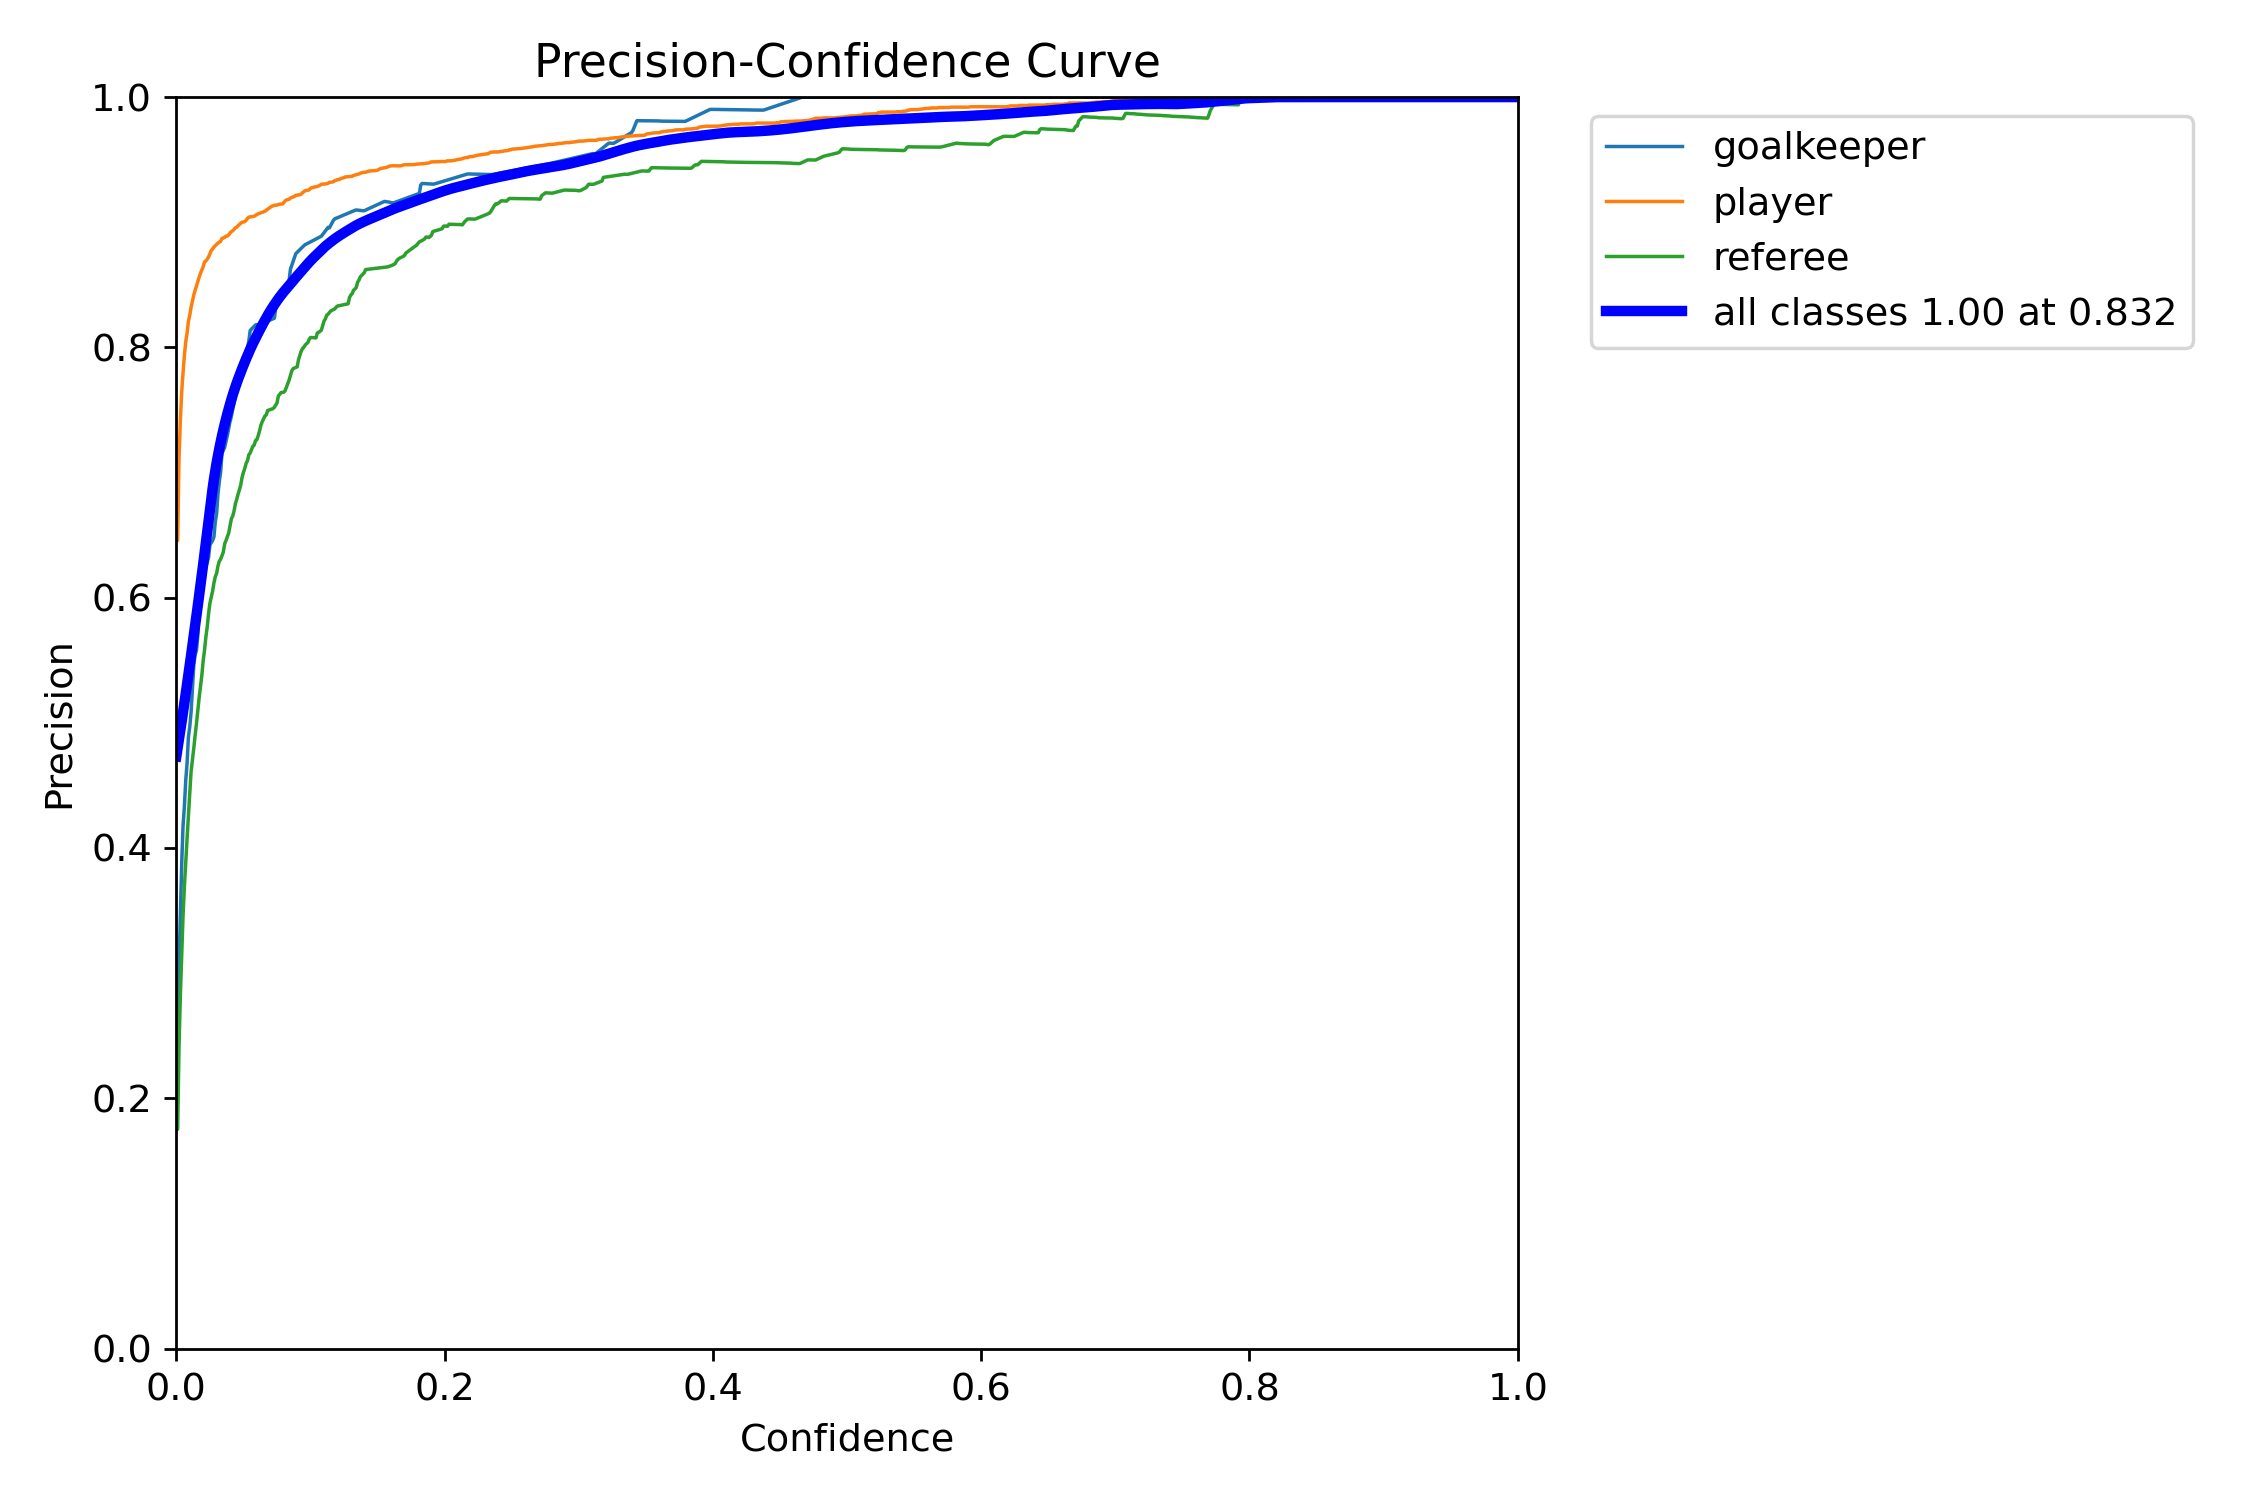 Precision-Confidence Curve
1.0
0.8
0.6
0.4
0.2
0.0
Precision
0.0 0.2 0.4 0.6 0.8 1.0
Confidence
goalkeeper
player
referee
all classes 1.00 at 0.832